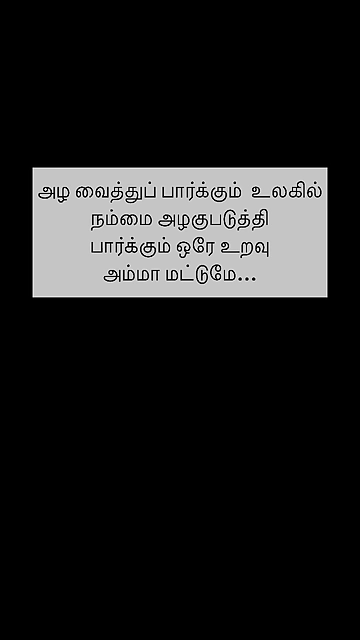 அழ வைத்துப் பார்க்கும் உலகில்
நம்மை அழகுபடுத்தி
பார்க்கும் ஒரே உறவு
அம்மா மட்டுமே...